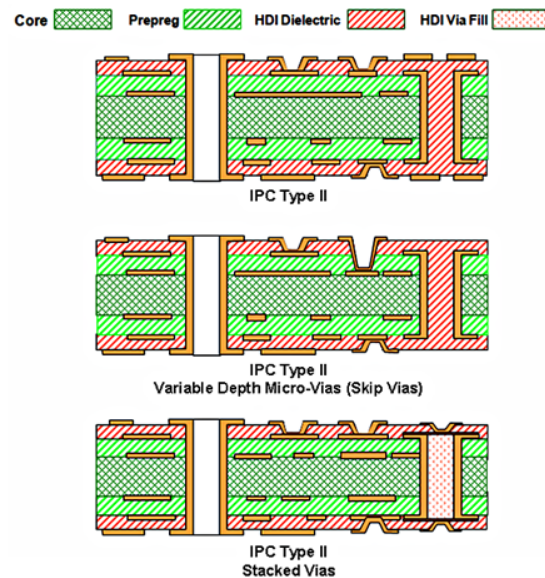 Core Prepreg HDI Dielectric HDI Via Fill
IPC Type II
IPC Type II
Variable Depth Micro-Vias (Skip Vias)
IPC Type II
Stacked Vias